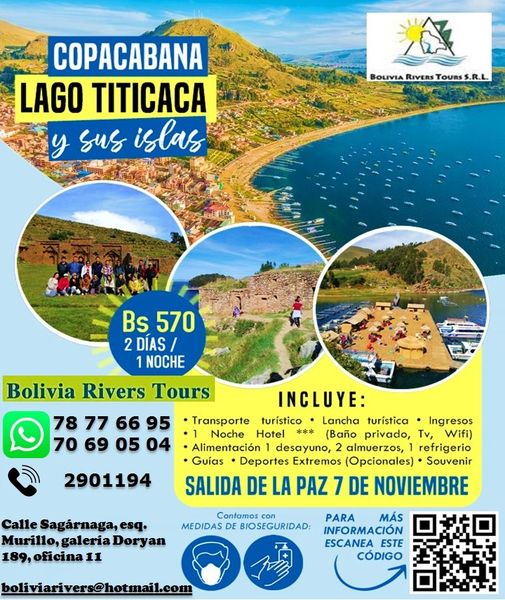 COPACABANA
LAGO TITICACA
y sus islas
BOLIVIA RIVERS TOURS S.R.L.
Bs 570
2 DÍAS /
1 NOCHE
Bolivia Rivers Tours
78 7 76 6 95
70 69 05 04
2901194
INCLUYE:
• Transporte turístico • Lancha turística • Ingresos
• 1 Noche Hotel *** (Baño privado, Tv, Wifi)
• Alimentación 1 desayuno, 2 almuerzos, 1 refrigerio
• Guías • Deportes Extremos (Opcionales) • Souvenir
SALIDA DE LA PAZ 7 DE NOVIEMBRE
Calle Sagárnaga, esq.
Murillo, galería Doryan
189, oficina 11
boliviarivers@hotmail.com
Contamos con
MEDIDAS DE BIOSEGURIDAD:
PARA MÁS
INFORMACIÓN
ESCANEA ESTE
CÓDIGO